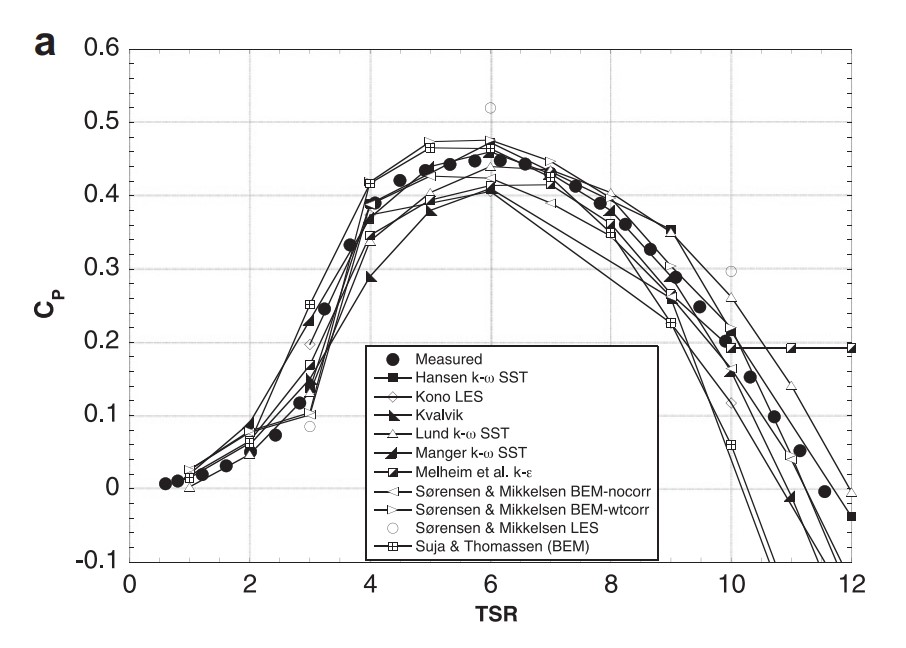 a
0.6
0.5
0.4
0.3
0.2
0.1
0
-0.1
C_P
Measured
Hansen k-ω SST
Kono LES
Kvalvik
Lund k-ω SST
Manger k-ω SST
Melheim et al. k-ε
Sørensen & Mikkelsen BEM-nocorr
Sørensen & Mikkelsen BEM-wtcorr
Sørensen & Mikkelsen LES
Suja & Thomassen (BEM)
0 2 4 6 8 10 12
TSR